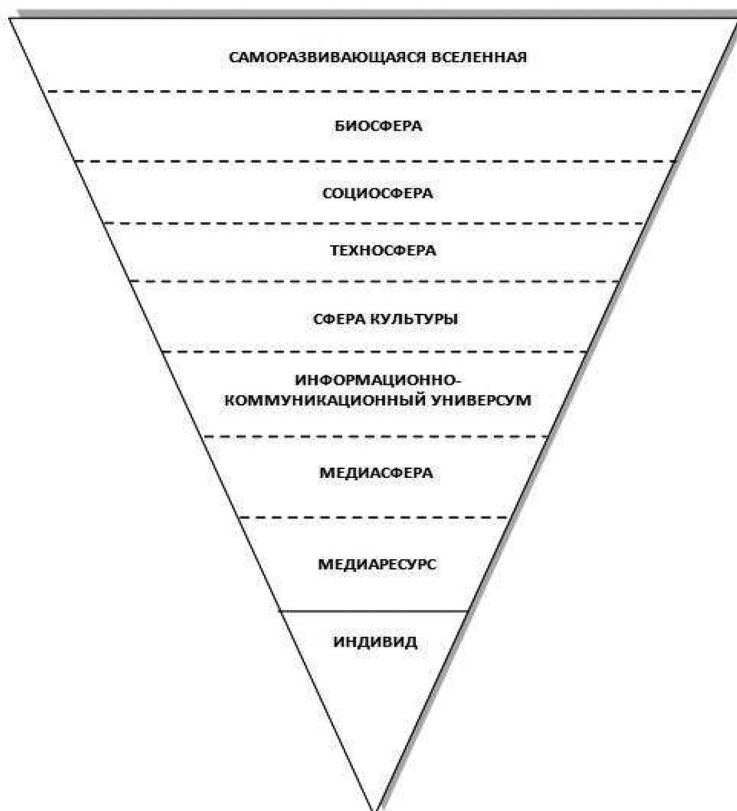 САМОРАЗВИВАЮЩАЯСЯ ВСЕЛЕННАЯ
БИОСФЕРА
СОЦИОСФЕРА
ТЕХНОСФЕРА
СФЕРА КУЛЬТУРЫ
ИНФОРМАЦИОННО-
КОММУНИКАЦИОННЫЙ УНИВЕРСУМ
МЕДИАСФЕРА
МЕДИАРЕСУРС
ИНДИВИД